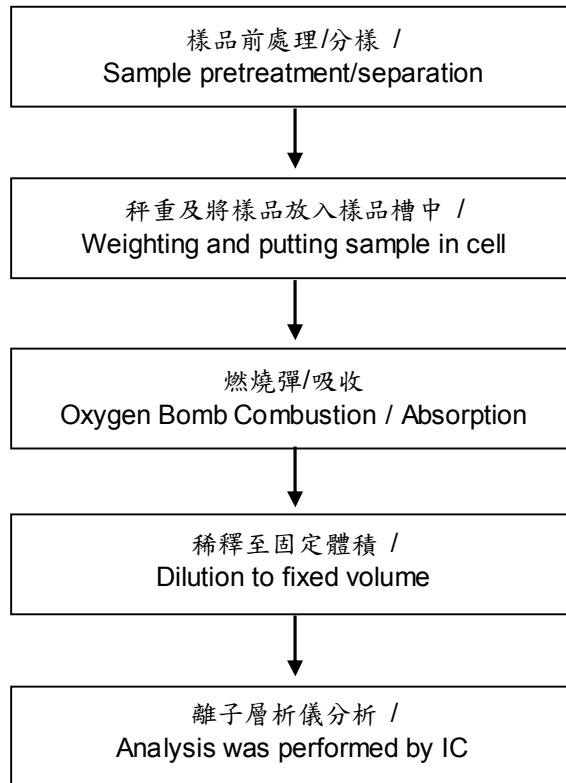 樣品前處理/分樣 /
Sample pretreatment/separation
秤重及將樣品放入樣品槽中 /
Weighting and putting sample in cell
燃燒彈/吸收
Oxygen Bomb Combustion / Absorption
稀釋至固定體積 /
Dilution to fixed volume
離子層析儀分析 /
Analysis was performed by IC